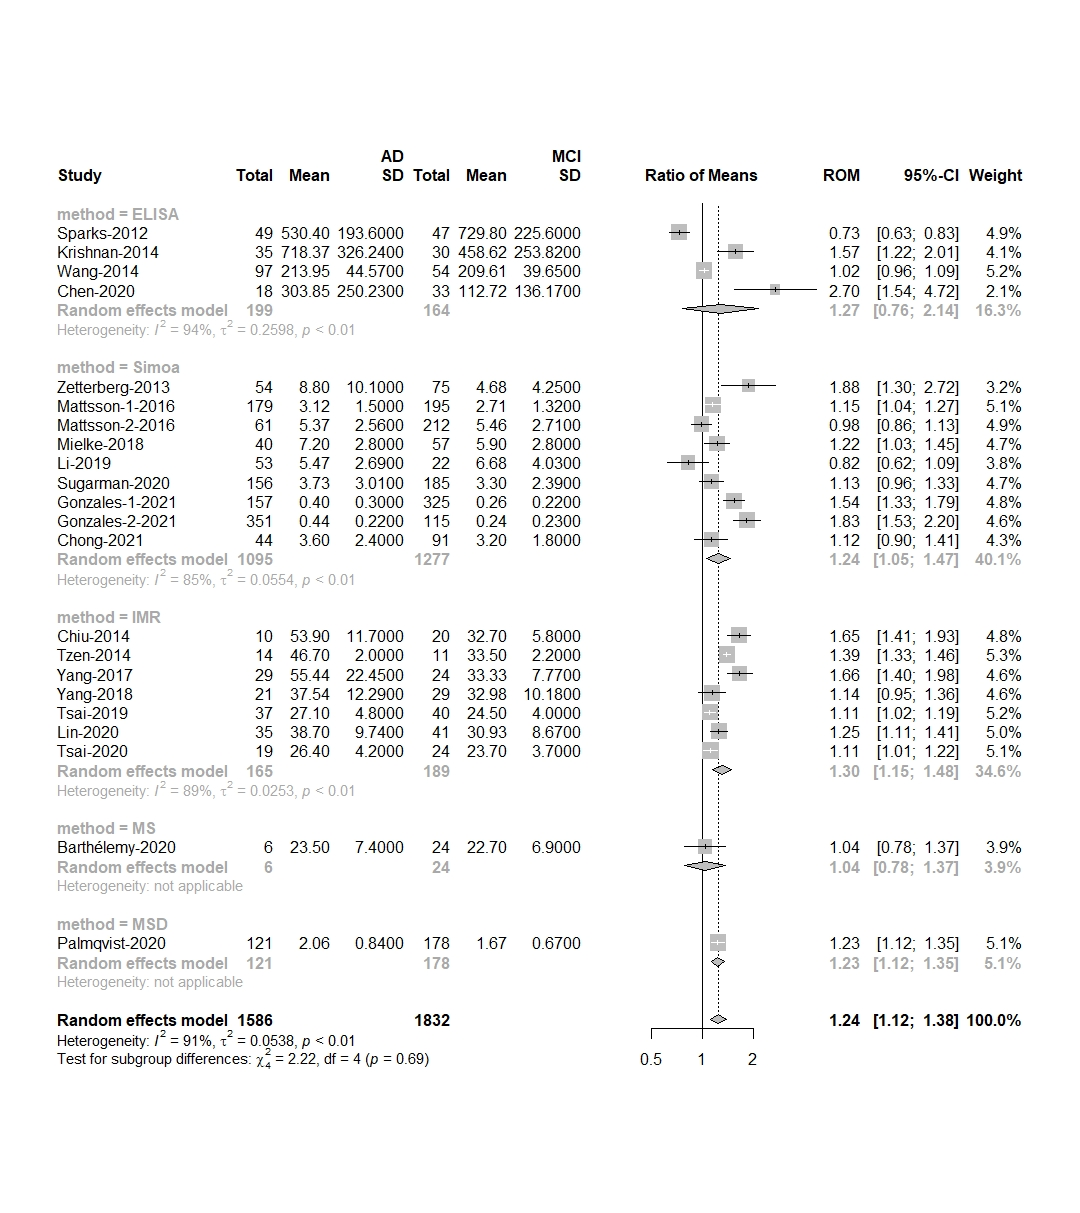 AD MCI
Study Total Mean SD Total Mean SD Ratio of Means ROM 95%-CI Weight
method = ELISA
Sparks-2012 49 530.40 193.6000 47 729.80 225.6000 0.73 [0.63; 0.83] 4.9%
Krishnan-2014 35 718.37 326.2400 30 458.62 253.8200 1.57 [1.22; 2.01] 4.1%
Wang-2014 97 213.95 44.5700 54 209.61 39.6500 1.02 [0.96; 1.09] 5.2%
Chen-2020 18 303.85 250.2300 33 112.72 136.1700 2.70 [1.54; 4.72] 2.1%
Random effects model 199 164 1.27 [0.76; 2.14] 16.3%
Heterogeneity: I² = 94%, τ² = 0.2598, p < 0.01
method = Simoa
Zetterberg-2013 54 8.80 10.1000 75 4.68 4.2500 1.88 [1.30; 2.72] 3.2%
Mattsson-1-2016 179 3.12 1.5000 195 2.71 1.3200 1.15 [1.04; 1.27] 5.1%
Mattsson-2-2016 61 5.37 2.5600 212 5.46 2.7100 0.98 [0.86; 1.13] 4.9%
Mielke-2018 40 7.20 2.8000 57 5.90 2.8000 1.22 [1.03; 1.45] 4.7%
Li-2019 53 5.47 2.6900 22 6.68 4.0300 0.82 [0.62; 1.09] 3.8%
Sugarman-2020 156 3.73 3.0100 185 3.30 2.3900 1.13 [0.96; 1.33] 4.7%
Gonzales-1-2021 157 0.40 0.3000 325 0.26 0.2200 1.54 [1.33; 1.79] 4.8%
Gonzales-2-2021 351 0.44 0.2200 115 0.24 0.2300 1.83 [1.53; 2.20] 4.6%
Chong-2021 44 3.60 2.4000 91 3.20 1.8000 1.12 [0.90; 1.41] 4.3%
Random effects model 1095 1277 1.24 [1.05; 1.47] 40.1%
Heterogeneity: I² = 85%, τ² = 0.0554, p < 0.01
method = IMR
Chiu-2014 10 53.90 11.7000 20 32.70 5.8000 1.65 [1.41; 1.93] 4.8%
Tzen-2014 14 46.70 2.0000 11 33.50 2.2000 1.39 [1.33; 1.46] 5.3%
Yang-2017 29 55.44 22.4500 24 33.33 7.7700 1.66 [1.40; 1.98] 4.6%
Yang-2018 21 37.54 12.2900 29 32.98 10.1800 1.14 [0.95; 1.36] 4.6%
Tsai-2019 37 27.10 4.8000 40 24.50 4.0000 1.11 [1.02; 1.19] 5.2%
Lin-2020 35 38.70 9.7400 41 30.93 8.6700 1.25 [1.11; 1.41] 5.0%
Tsai-2020 19 26.40 4.2000 24 23.70 3.7000 1.11 [1.01; 1.22] 5.1%
Random effects model 165 189 1.30 [1.15; 1.48] 34.6%
Heterogeneity: I² = 89%, τ² = 0.0253, p < 0.01
method = MS
Barthélemy-2020 6 23.50 7.4000 24 22.70 6.9000 1.04 [0.78; 1.37] 3.9%
Random effects model 6 24 1.04 [0.78; 1.37] 3.9%
Heterogeneity: not applicable
method = MSD
Palmqvist-2020 121 2.06 0.8400 178 1.67 0.6700 1.23 [1.12; 1.35] 5.1%
Random effects model 121 178 1.23 [1.12; 1.35] 5.1%
Heterogeneity: not applicable
Random effects model 1586 1832 1.24 [1.12; 1.38] 100.0%
Heterogeneity: I² = 91%, τ² = 0.0538, p < 0.01
Test for subgroup differences: χ²₄ = 2.22, df = 4 (p = 0.69)
0.5 1 2